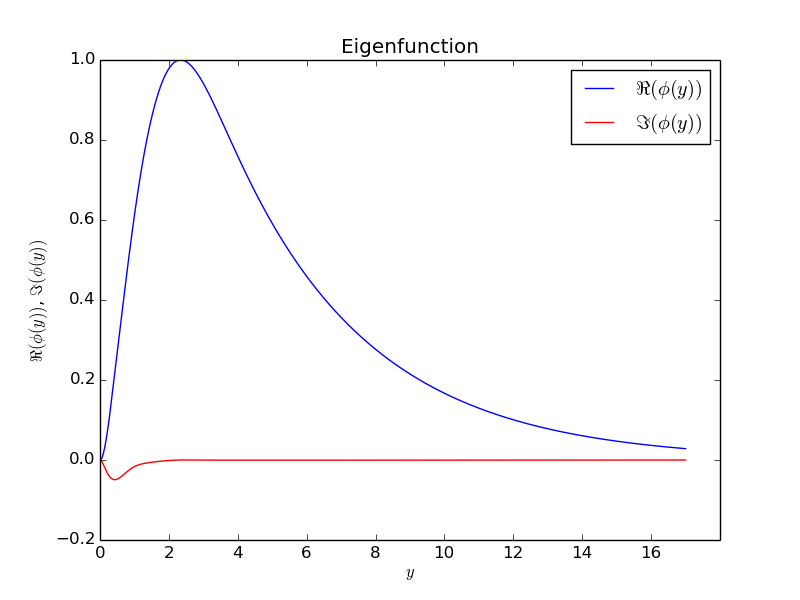 Eigenfunction
ℜ(ϕ(y))
ℑ(ϕ(y))
1.0
0.8
0.6
0.4
0.2
0.0
−0.2
ℜ(ϕ(y)), ℑ(ϕ(y))
0 2 4 6 8 10 12 14 16
y